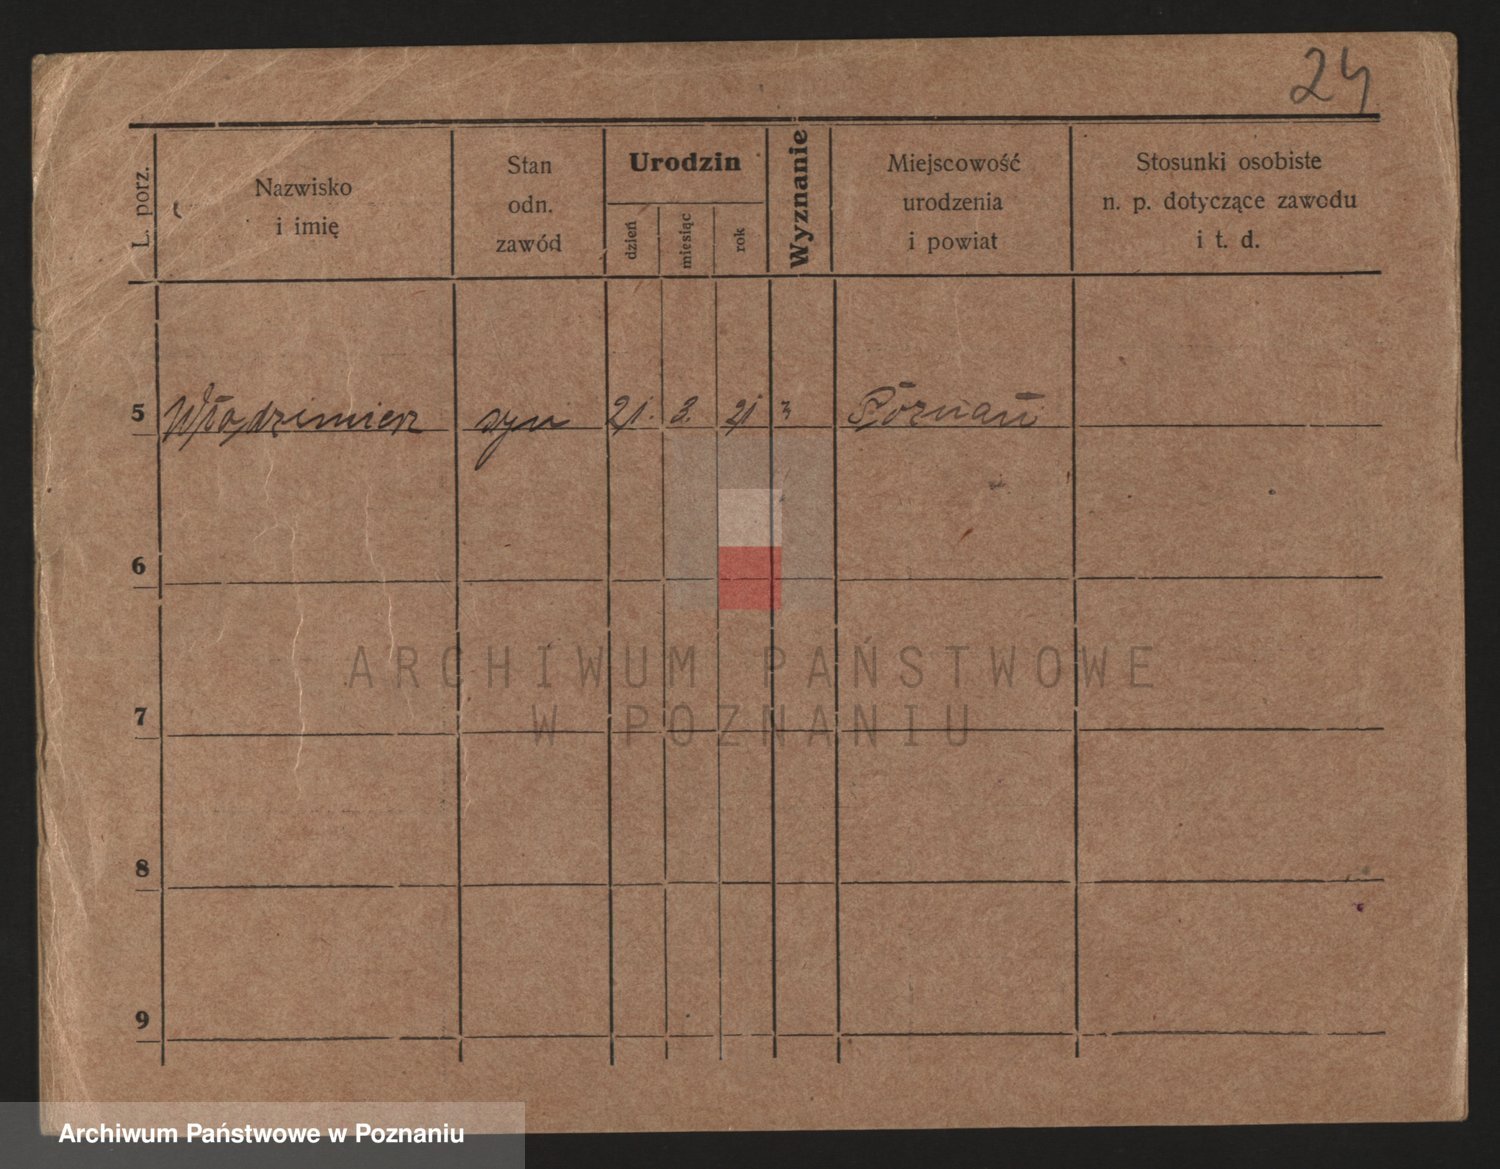 24
L. porz.
Nazwisko
i imię
Stan
odn.
zawód
Urodzin
dzień
miesiąc
rok
Wyznanie
Miejscowość
urodzenia
i powiat
Stosunki osobiste
n. p. dotyczące zawodu
i t. d.
5 Włodzimierz syn 21. 3. 21 Poznań
6
7
8
9
ARCHIWUM PAŃSTWOWE
W POZNANIU
Archiwum Państwowe w Poznaniu